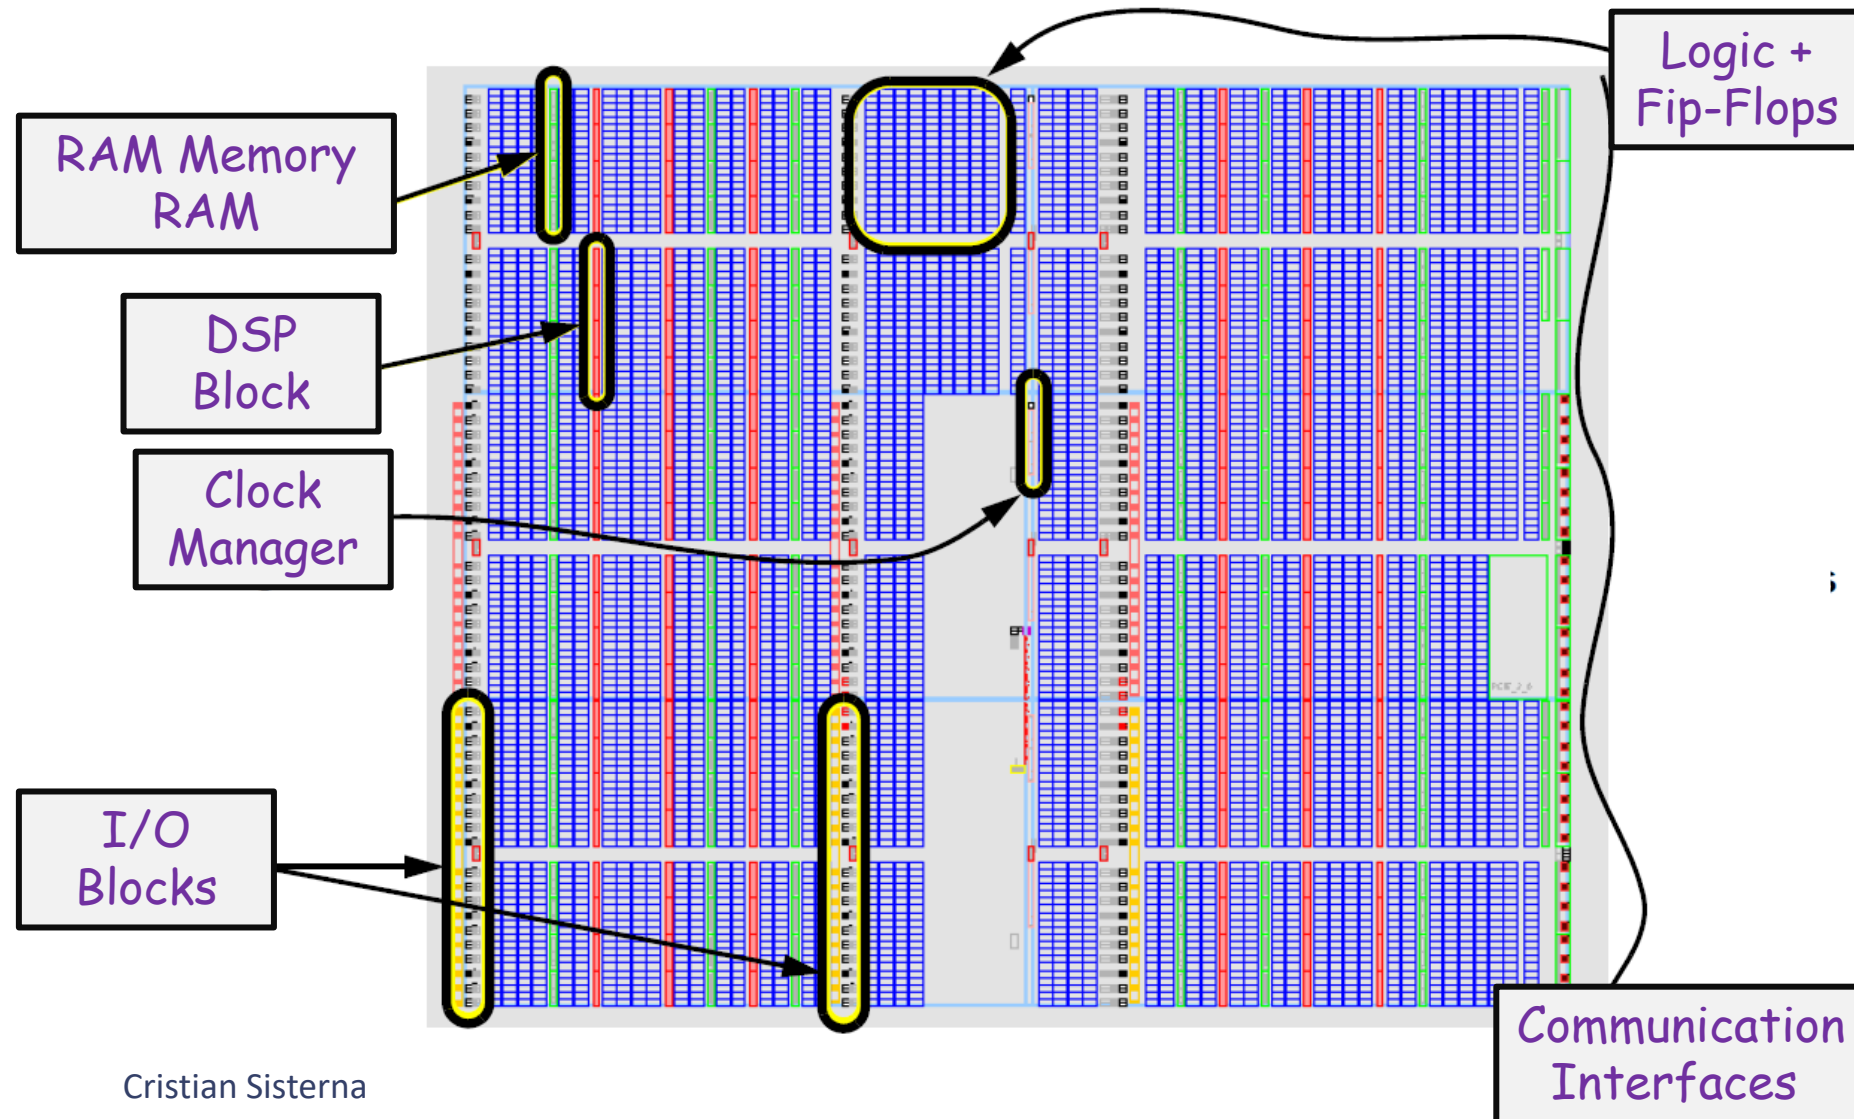 Logic +
Fip-Flops
RAM Memory
RAM
DSP
Block
Clock
Manager
I/O
Blocks
Communication
Interfaces
Cristian Sisterna